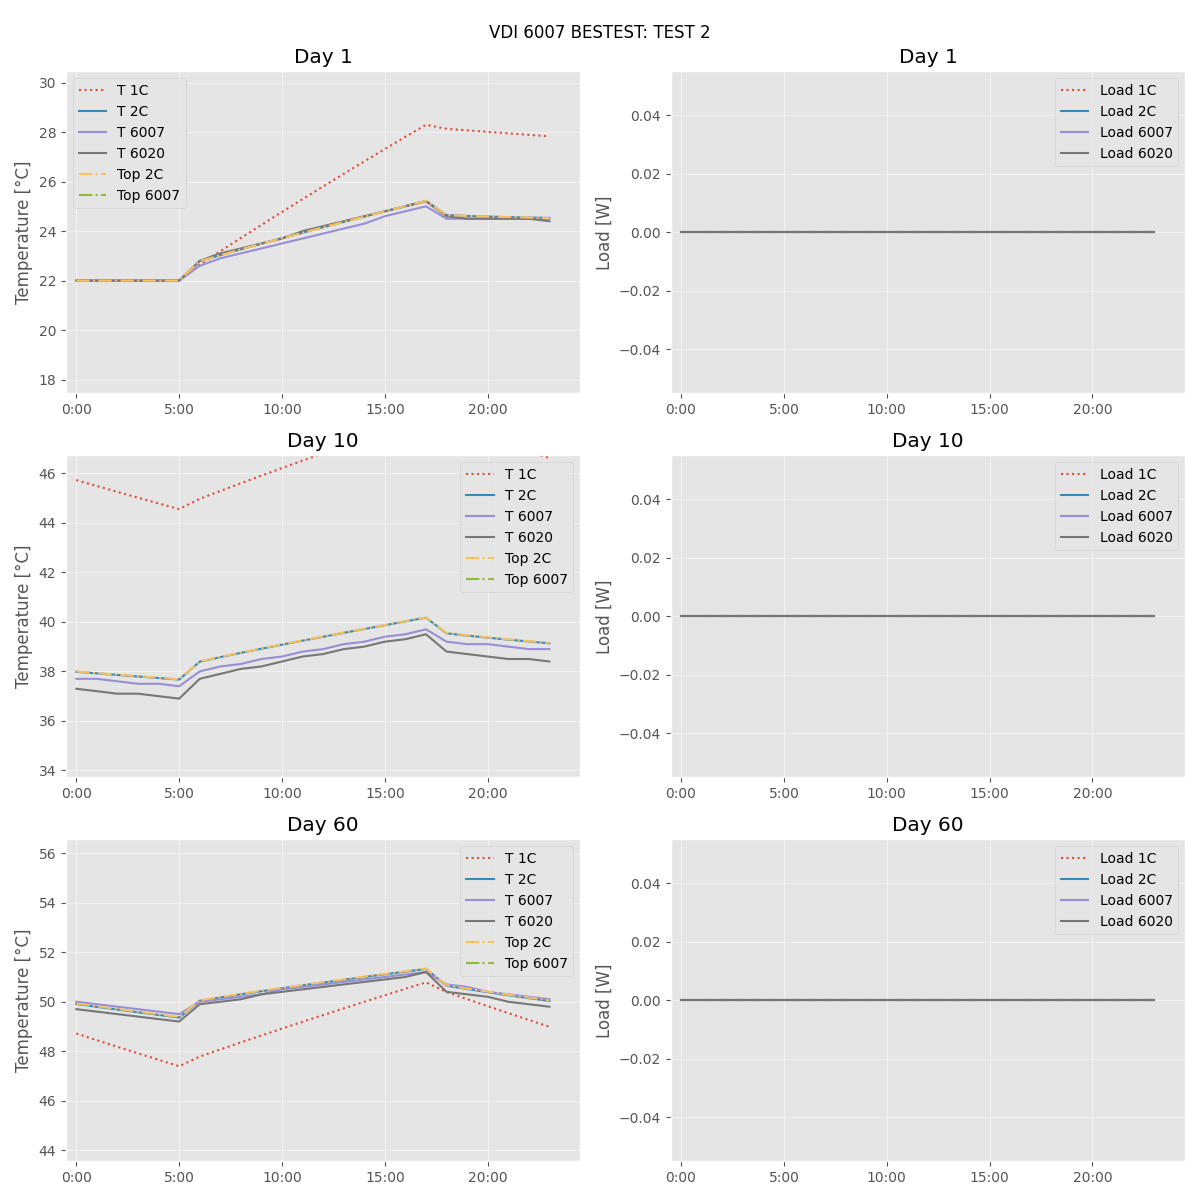 VDI 6007 BESTEST: TEST 2
Day 1
Temperature [°C]
30
28
26
24
22
20
18
0:00 5:00 10:00 15:00 20:00
T 1C
T 2C
T 6007
T 6020
Top 2C
Top 6007
Day 1
Load [W]
0.04
0.02
0.00
−0.02
−0.04
0:00 5:00 10:00 15:00 20:00
Load 1C
Load 2C
Load 6007
Load 6020
Day 10
Temperature [°C]
46
44
42
40
38
36
34
0:00 5:00 10:00 15:00 20:00
T 1C
T 2C
T 6007
T 6020
Top 2C
Top 6007
Day 10
Load [W]
0.04
0.02
0.00
−0.02
−0.04
0:00 5:00 10:00 15:00 20:00
Load 1C
Load 2C
Load 6007
Load 6020
Day 60
Temperature [°C]
56
54
52
50
48
46
44
0:00 5:00 10:00 15:00 20:00
T 1C
T 2C
T 6007
T 6020
Top 2C
Top 6007
Day 60
Load [W]
0.04
0.02
0.00
−0.02
−0.04
0:00 5:00 10:00 15:00 20:00
Load 1C
Load 2C
Load 6007
Load 6020